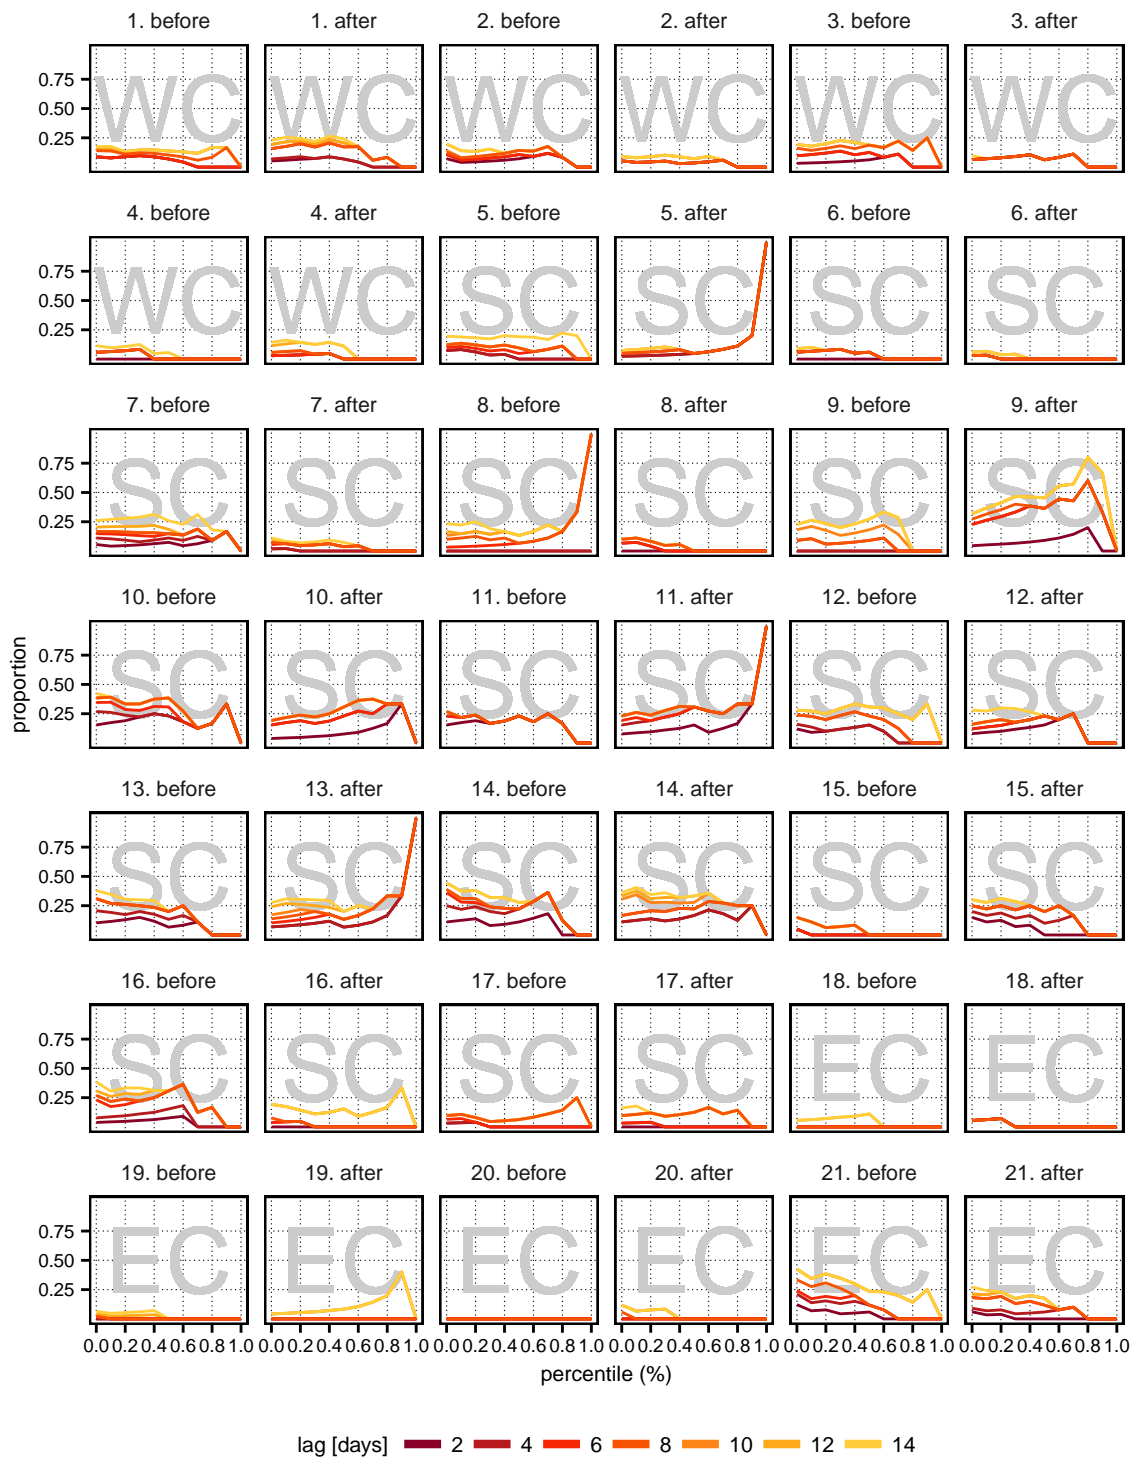 1. before 1. after 2. before 2. after 3. before 3. after
WC WC WC WC WC WC
0.75
0.50
0.25
4. before 4. after 5. before 5. after 6. before 6. after
WC WC SC SC SC SC
0.75
0.50
0.25
7. before 7. after 8. before 8. after 9. before 9. after
SC SC SC SC SC SC
0.75
0.50
0.25
10. before 10. after 11. before 11. after 12. before 12. after
SC SC SC SC SC SC
0.75
0.50
0.25
proportion
13. before 13. after 14. before 14. after 15. before 15. after
SC SC SC SC SC SC
0.75
0.50
0.25
16. before 16. after 17. before 17. after 18. before 18. after
SC SC SC SC EC EC
0.75
0.50
0.25
19. before 19. after 20. before 20. after 21. before 21. after
EC EC EC EC EC EC
0.75
0.50
0.25
0.0 0.2 0.4 0.6 0.8 1.0 0.0 0.2 0.4 0.6 0.8 1.0 0.0 0.2 0.4 0.6 0.8 1.0 0.0 0.2 0.4 0.6 0.8 1.0 0.0 0.2 0.4 0.6 0.8 1.0 0.0 0.2 0.4 0.6 0.8 1.0
percentile (%)
lag [days] 2 4 6 8 10 12 14